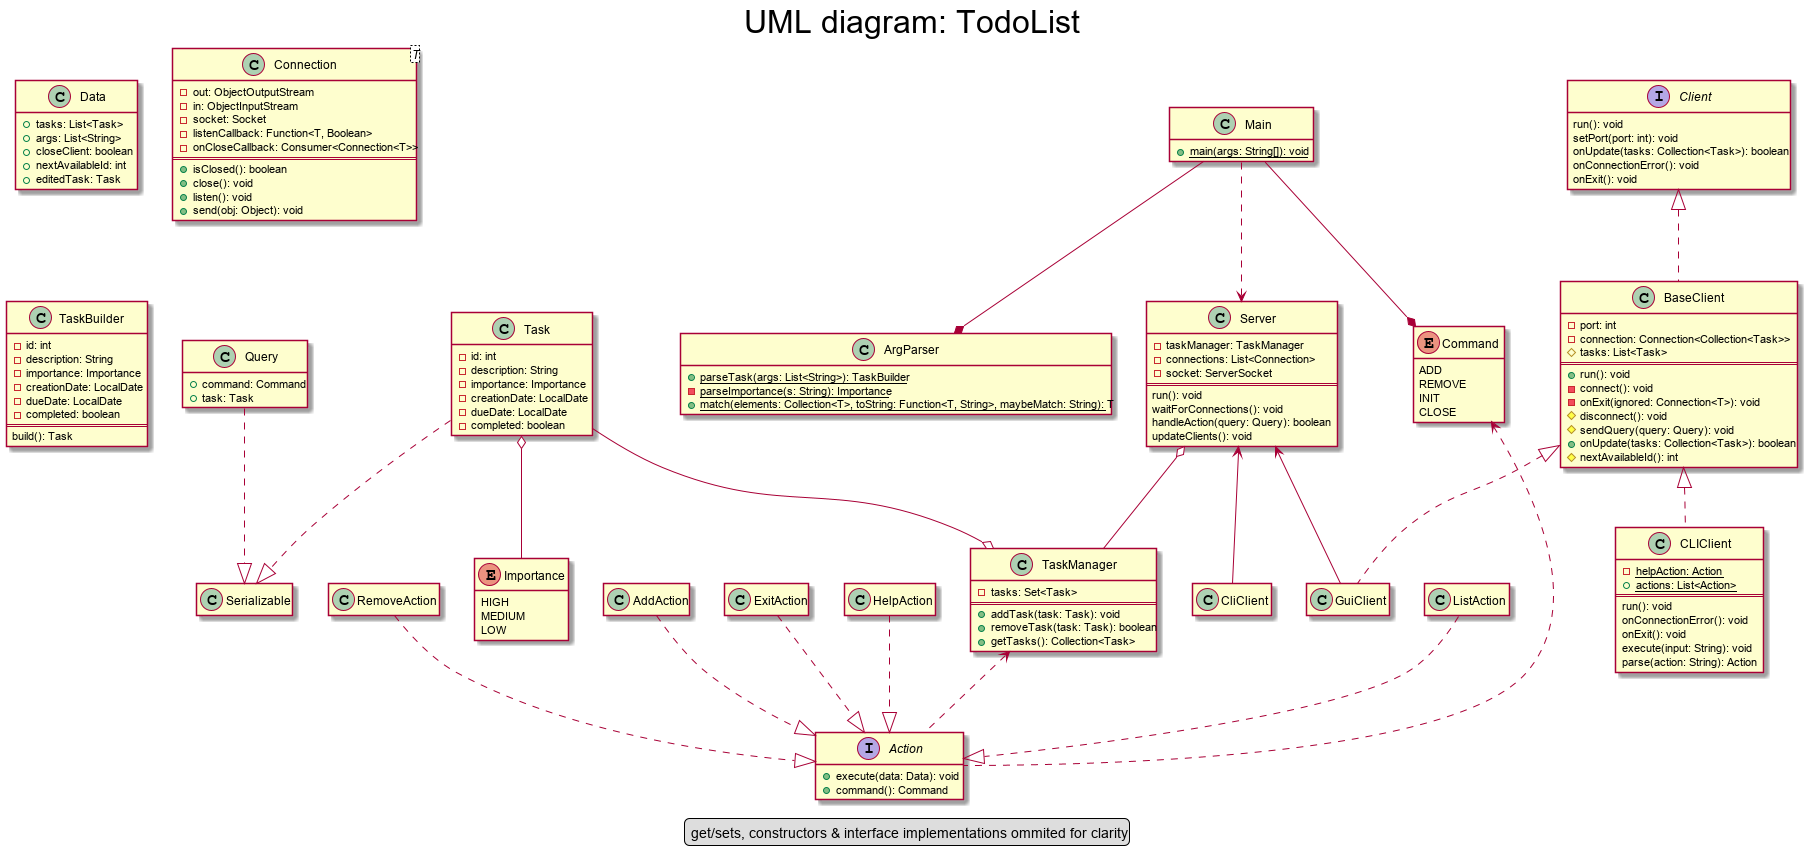 UML diagram: TodoList
Data
tasks: List<Task>
args: List<String>
closeClient: boolean
nextAvailableId: int
editedTask: Task
Connection
T
out: ObjectOutputStream
in: ObjectInputStream
socket: Socket
listenCallback: Function<T, Boolean>
onCloseCallback: Consumer<Connection<T>>
isClosed(): boolean
close(): void
listen(): void
send(obj: Object): void
Main
main(args: String[]): void
Client
run(): void
setPort(port: int): void
onUpdate(tasks: Collection<Task>): boolean
onConnectionError(): void
onExit(): void
TaskBuilder
id: int
description: String
importance: Importance
creationDate: LocalDate
dueDate: LocalDate
completed: boolean
build(): Task
Query
command: Command
task: Task
Task
id: int
description: String
importance: Importance
creationDate: LocalDate
dueDate: LocalDate
completed: boolean
ArgParser
parseTask(args: List<String>): TaskBuilder
parseImportance(s: String): Importance
match(elements: Collection<T>, toString: Function<T, String>, maybeMatch: String): T
Server
taskManager: TaskManager
connections: List<Connection>
socket: ServerSocket
run(): void
waitForConnections(): void
handleAction(query: Query): boolean
updateClients(): void
Command
ADD
REMOVE
INIT
CLOSE
BaseClient
port: int
connection: Connection<Collection<Task>>
tasks: List<Task>
run(): void
connect(): void
onExit(ignored: Connection<T>): void
disconnect(): void
sendQuery(query: Query): void
onUpdate(tasks: Collection<Task>): boolean
nextAvailableId(): int
Serializable
RemoveAction
Importance
HIGH
MEDIUM
LOW
AddAction
ExitAction
HelpAction
TaskManager
tasks: Set<Task>
addTask(task: Task): void
removeTask(task: Task): boolean
getTasks(): Collection<Task>
CliClient
GuiClient
ListAction
CLIClient
helpAction: Action
actions: List<Action>
run(): void
onConnectionError(): void
onExit(): void
execute(input: String): void
parse(action: String): Action
Action
execute(data: Data): void
command(): Command
get/sets, constructors & interface implementations ommited for clarity